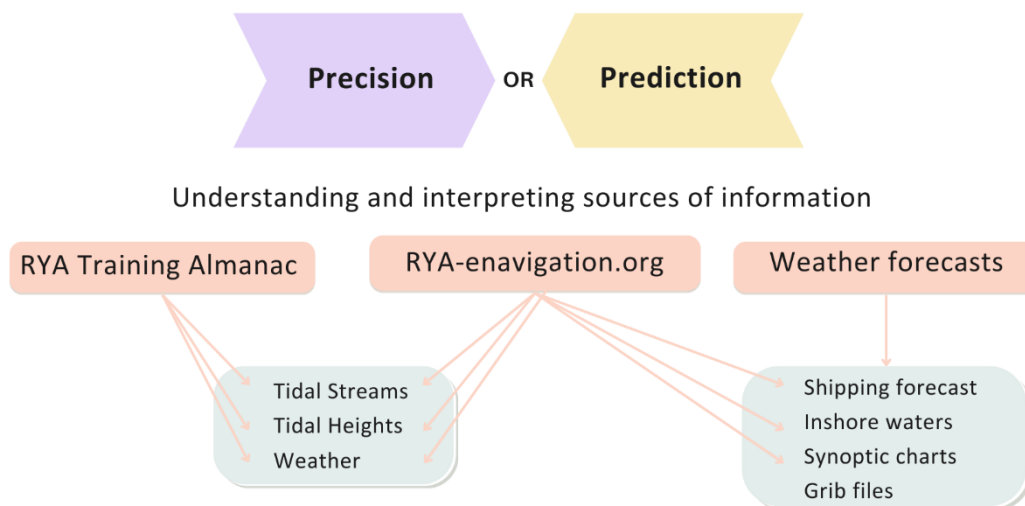 Precision OR Prediction
Understanding and interpreting sources of information
RYA Training Almanac
RYA-enavigation.org
Weather forecasts
Tidal Streams
Tidal Heights
Weather
Shipping forecast
Inshore waters
Synoptic charts
Grib files